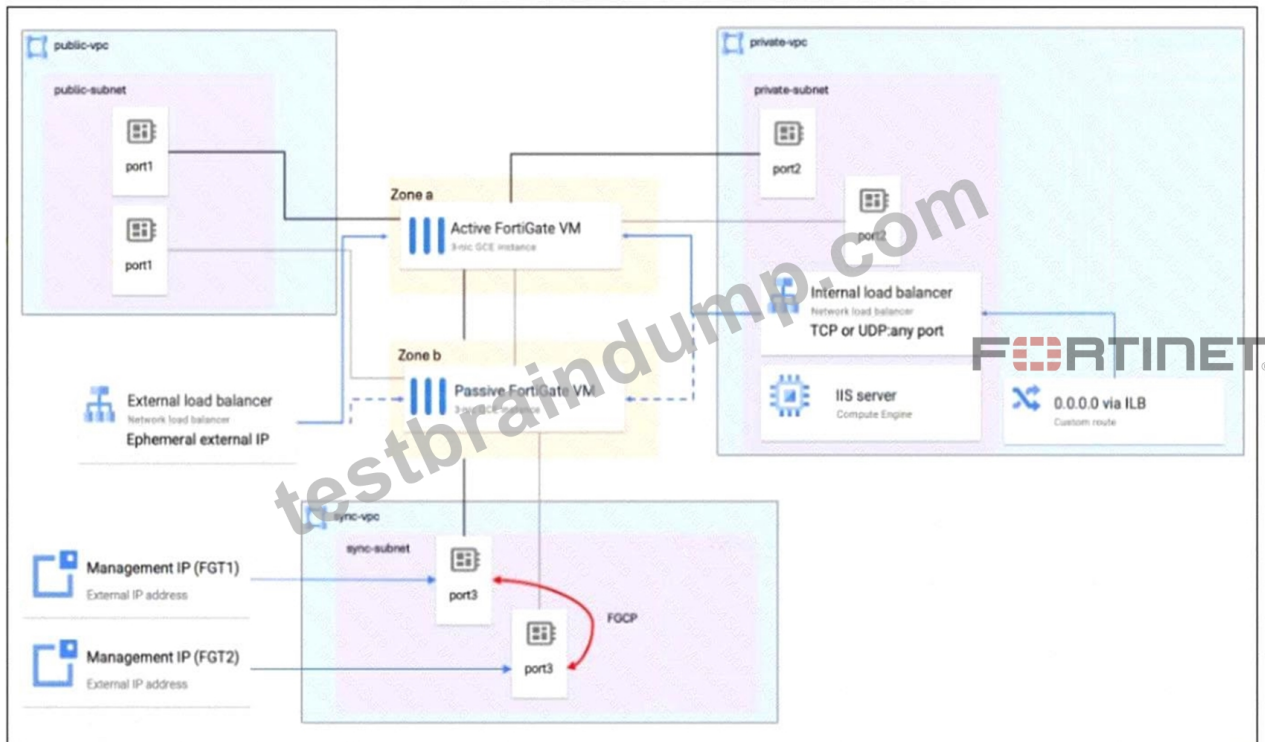 public-vpc
public-subnet
port1
port1
private-vpc
private-subnet
port2
port2
Zone a
Active FortiGate VM
3-nic GCE instance
Internal load balancer
Network load balancer
TCP or UDP:any port
FORTINET
Zone b
Passive FortiGate VM
3-nic GCE instance
External load balancer
Network load balancer
Ephemeral external IP
IIS server
Compute Engine
0.0.0.0 via ILB
Custom route
testbraindump.com
sync-vpc
sync-subnet
port3
FGCP
port3
Management IP (FGT1)
External IP address
Management IP (FGT2)
External IP address